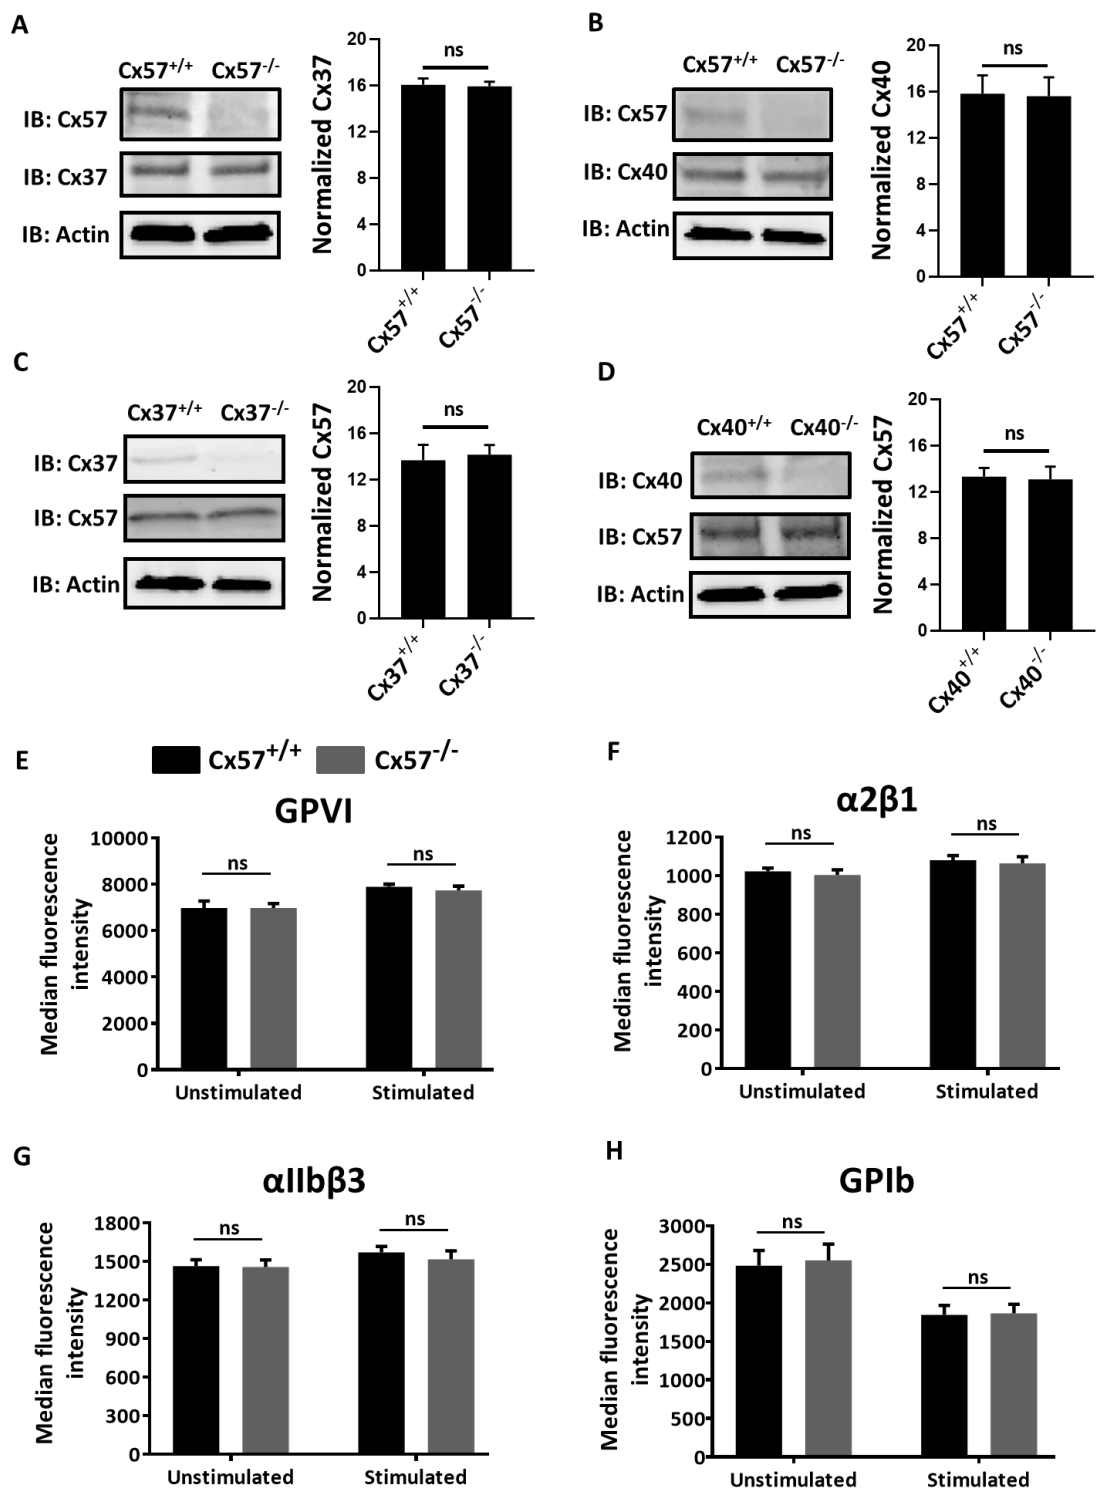 A
Cx57+/+ Cx57-/-
IB: Cx57
IB: Cx37
IB: Actin
Normalized Cx37
20
16
12
8
4
0
ns
Cx57+/+
Cx57-/-
B
Cx57+/+ Cx57-/-
IB: Cx57
IB: Cx40
IB: Actin
Normalized Cx40
20
16
12
8
4
0
ns
Cx57+/+
Cx57-/-
C
Cx37+/+ Cx37-/-
IB: Cx37
IB: Cx57
IB: Actin
Normalized Cx57
20
16
12
8
4
0
ns
Cx37+/+
Cx37-/-
D
Cx40+/+ Cx40-/-
IB: Cx40
IB: Cx57
IB: Actin
Normalized Cx57
20
16
12
8
4
0
ns
Cx40+/+
Cx40-/-
E
Cx57+/+ Cx57-/-
GPVI
Median fluorescence
intensity
10000
8000
6000
4000
2000
0
ns
ns
Unstimulated Stimulated
F
α2β1
Median fluorescence
intensity
1200
1000
800
600
400
200
0
ns
ns
Unstimulated Stimulated
G
αIIbβ3
Median fluorescence
intensity
1800
1500
1200
900
600
300
0
ns
ns
Unstimulated Stimulated
H
GPIb
Median fluorescence
intensity
3000
2500
2000
1500
1000
500
0
ns
ns
Unstimulated Stimulated